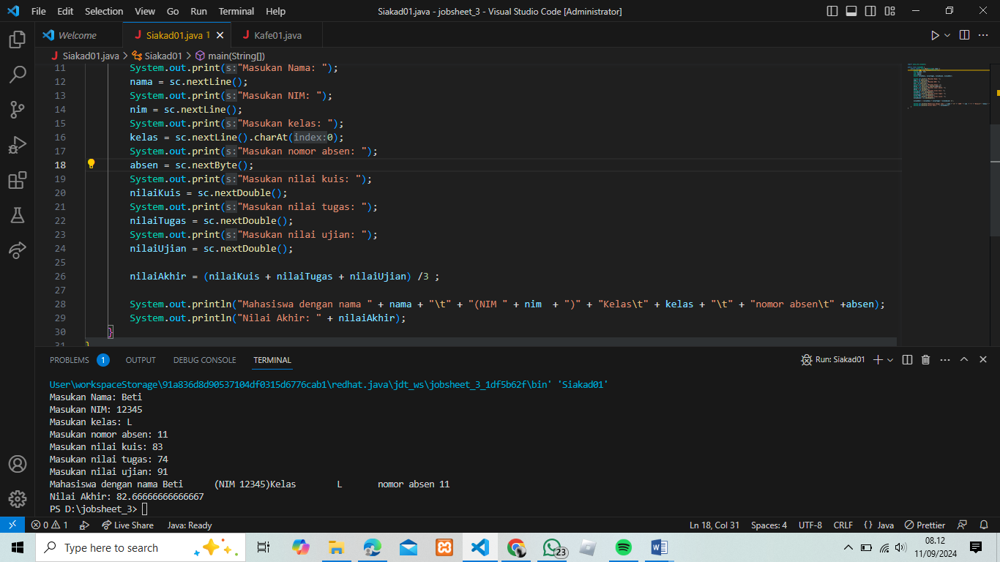 File Edit Selection View Go Run Terminal Help Siakad01.java - jobsheet_3 - Visual Studio Code [Administrator]
Welcome Siakad01.java 1 Kafe01.java
Siakad01.java > Siakad01 > main(String[])
11 System.out.print(s:"Masukan Nama: ");
12 nama = sc.nextLine();
13 System.out.print(s:"Masukan NIM: ");
14 nim = sc.nextLine();
15 System.out.print(s:"Masukan kelas: ");
16 kelas = sc.nextLine().charAt(index:0);
17 System.out.print(s:"Masukan nomor absen: ");
18 absen = sc.nextByte();
19 System.out.print(s:"Masukan nilai kuis: ");
20 nilaiKuis = sc.nextDouble();
21 System.out.print(s:"Masukan nilai tugas: ");
22 nilaiTugas = sc.nextDouble();
23 System.out.print(s:"Masukan nilai ujian: ");
24 nilaiUjian = sc.nextDouble();
25
26 nilaiAkhir = (nilaiKuis + nilaiTugas + nilaiUjian) /3 ;
27
28 System.out.println("Mahasiswa dengan nama " + nama + "\t" + "(NIM " + nim  + ")" + "Kelas\t" + kelas + "\t" + "nomor absen\t" +absen);
29 System.out.println("Nilai Akhir: " + nilaiAkhir);
30 }
31 }
PROBLEMS 1 OUTPUT DEBUG CONSOLE TERMINAL Run: Siakad01
User\workspaceStorage\91a836d8d90537104df0315d6776cab1\redhat.java\jdt_ws\jobsheet_3_1df5b62f\bin' 'Siakad01'
Masukan Nama: Beti
Masukan NIM: 12345
Masukan kelas: L
Masukan nomor absen: 11
Masukan nilai kuis: 83
Masukan nilai tugas: 74
Masukan nilai ujian: 91
Mahasiswa dengan nama Beti (NIM 12345)Kelas L nomor absen 11
Nilai Akhir: 82.66666666666667
PS D:\jobsheet_3>
0 1 Live Share Java: Ready Ln 18, Col 31 Spaces: 4 UTF-8 CRLF {} Java Prettier
Type here to search 23 08.12
11/09/2024